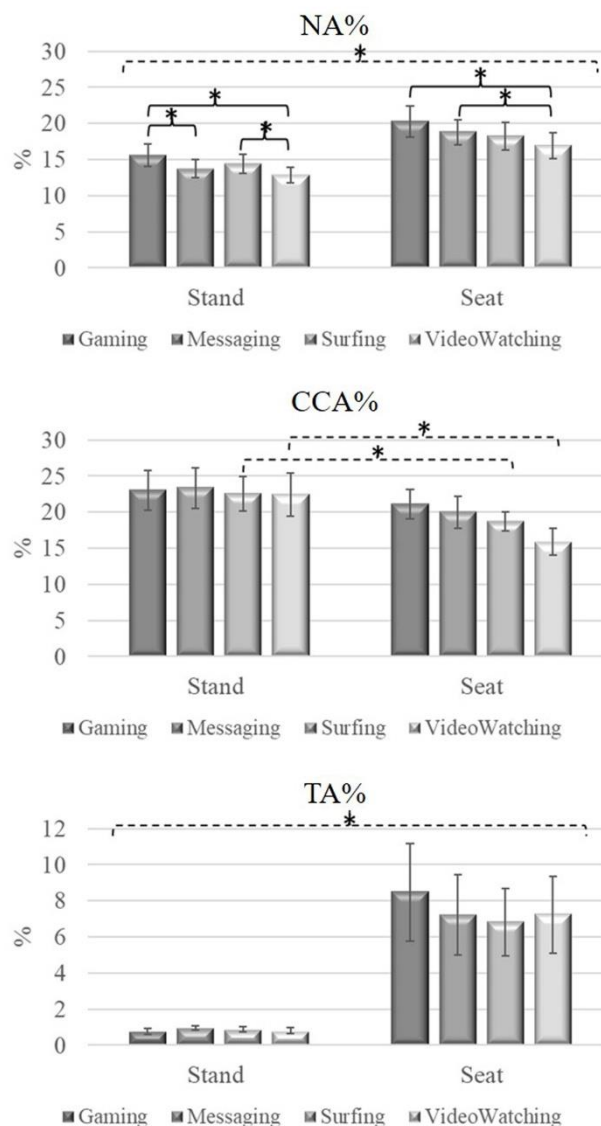 NA%
30
25
20
15
10
5
0
%
*
* * * * *
Stand Seat
Gaming Messaging Surfing VideoWatching
CCA%
30
25
20
15
10
5
0
%
*
*
Stand Seat
Gaming Messaging Surfing VideoWatching
TA%
12
10
8
6
4
2
0
%
*
Stand Seat
Gaming Messaging Surfing VideoWatching